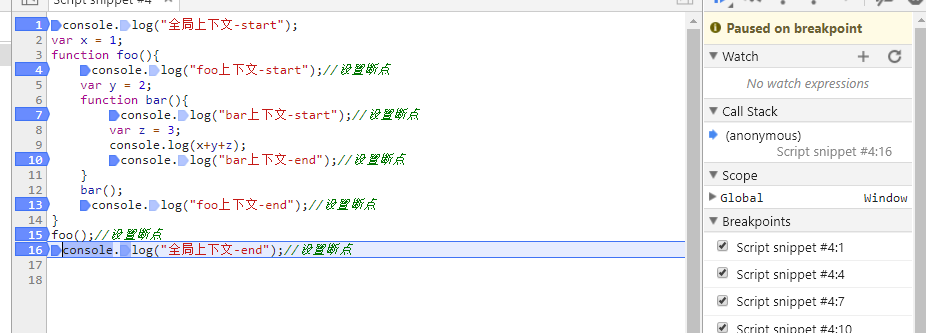 Script snippet #4
1 console.log("全局上下文-start");
2 var x = 1;
3 function foo(){
4 console.log("foo上下文-start");//设置断点
5 var y = 2;
6 function bar(){
7 console.log("bar上下文-start");//设置断点
8 var z = 3;
9 console.log(x+y+z);
10 console.log("bar上下文-end");//设置断点
11 }
12 bar();
13 console.log("foo上下文-end");//设置断点
14 }
15 foo();//设置断点
16 console.log("全局上下文-end");//设置断点
17
18
Paused on breakpoint
Watch
No watch expressions
Call Stack
(anonymous)
Script snippet #4:16
Scope
Global Window
Breakpoints
Script snippet #4:1
Script snippet #4:4
Script snippet #4:7
Script snippet #4:10